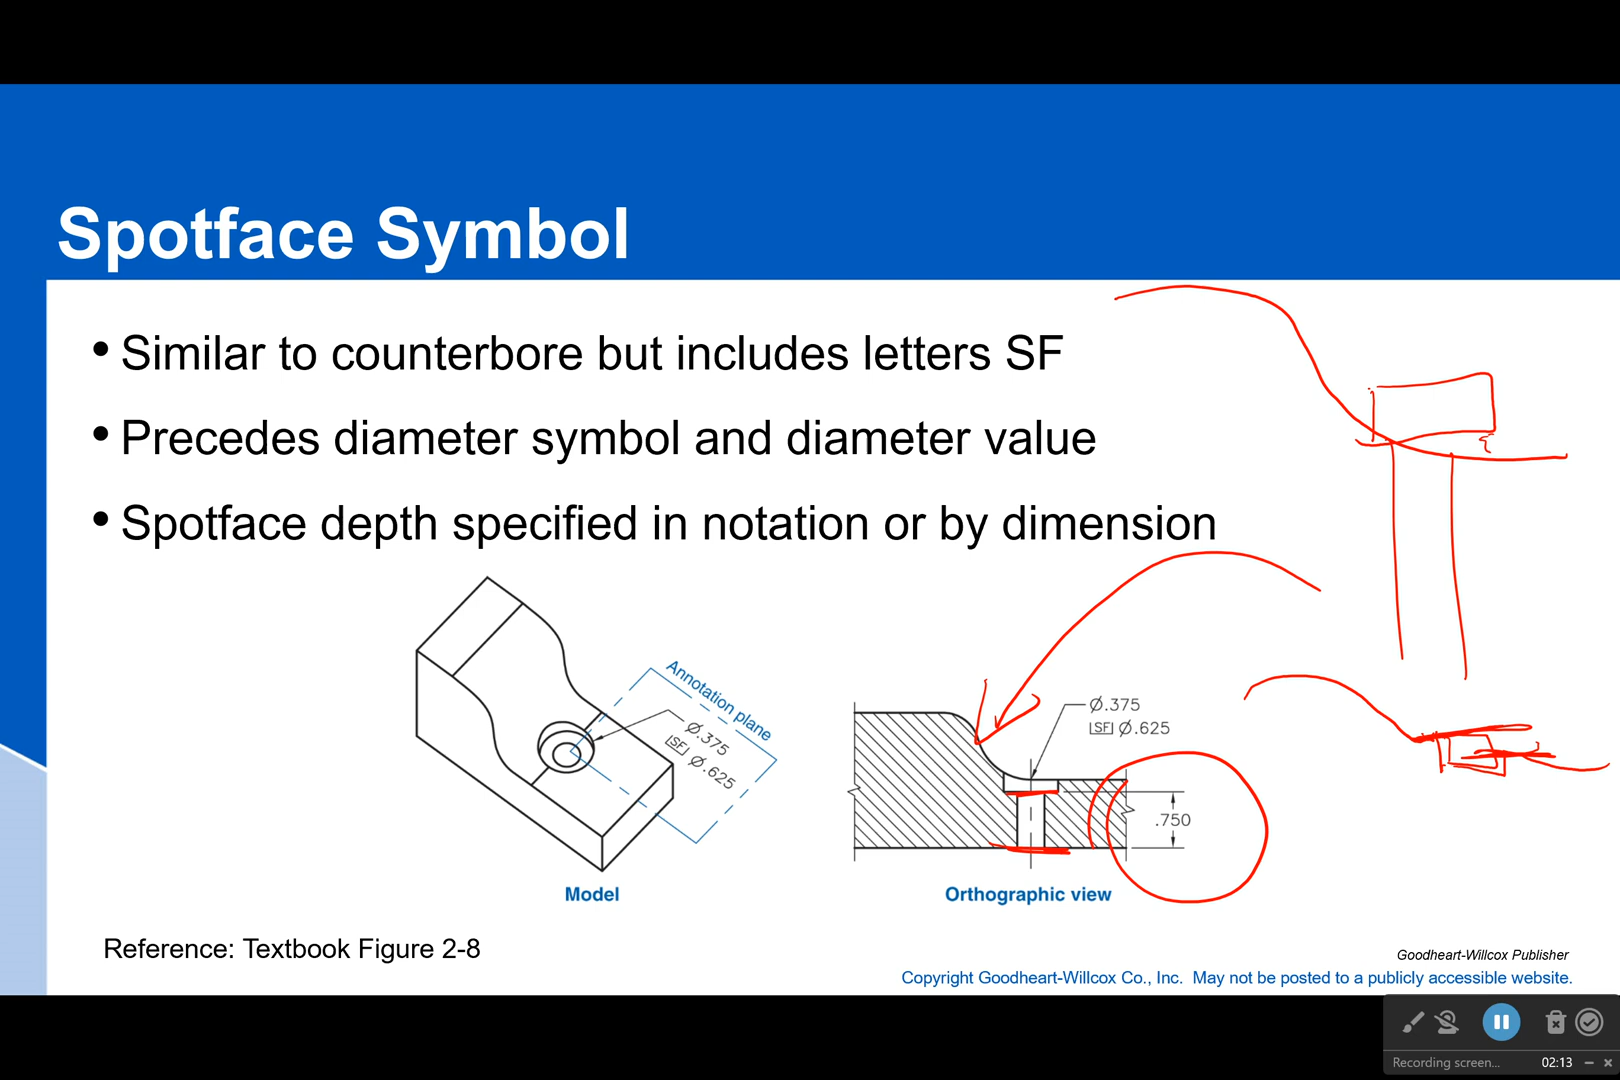 Spotface Symbol
• Similar to counterbore but includes letters SF
• Precedes diameter symbol and diameter value
• Spotface depth specified in notation or by dimension
Annotation plane
Ø.375
SF Ø.625
Model
Ø.375
SF Ø.625
.750
Orthographic view
Reference: Textbook Figure 2-8
Goodheart-Willcox Publisher
Copyright Goodheart-Willcox Co., Inc. May not be posted to a publicly accessible website.
Recording screen... 02:13